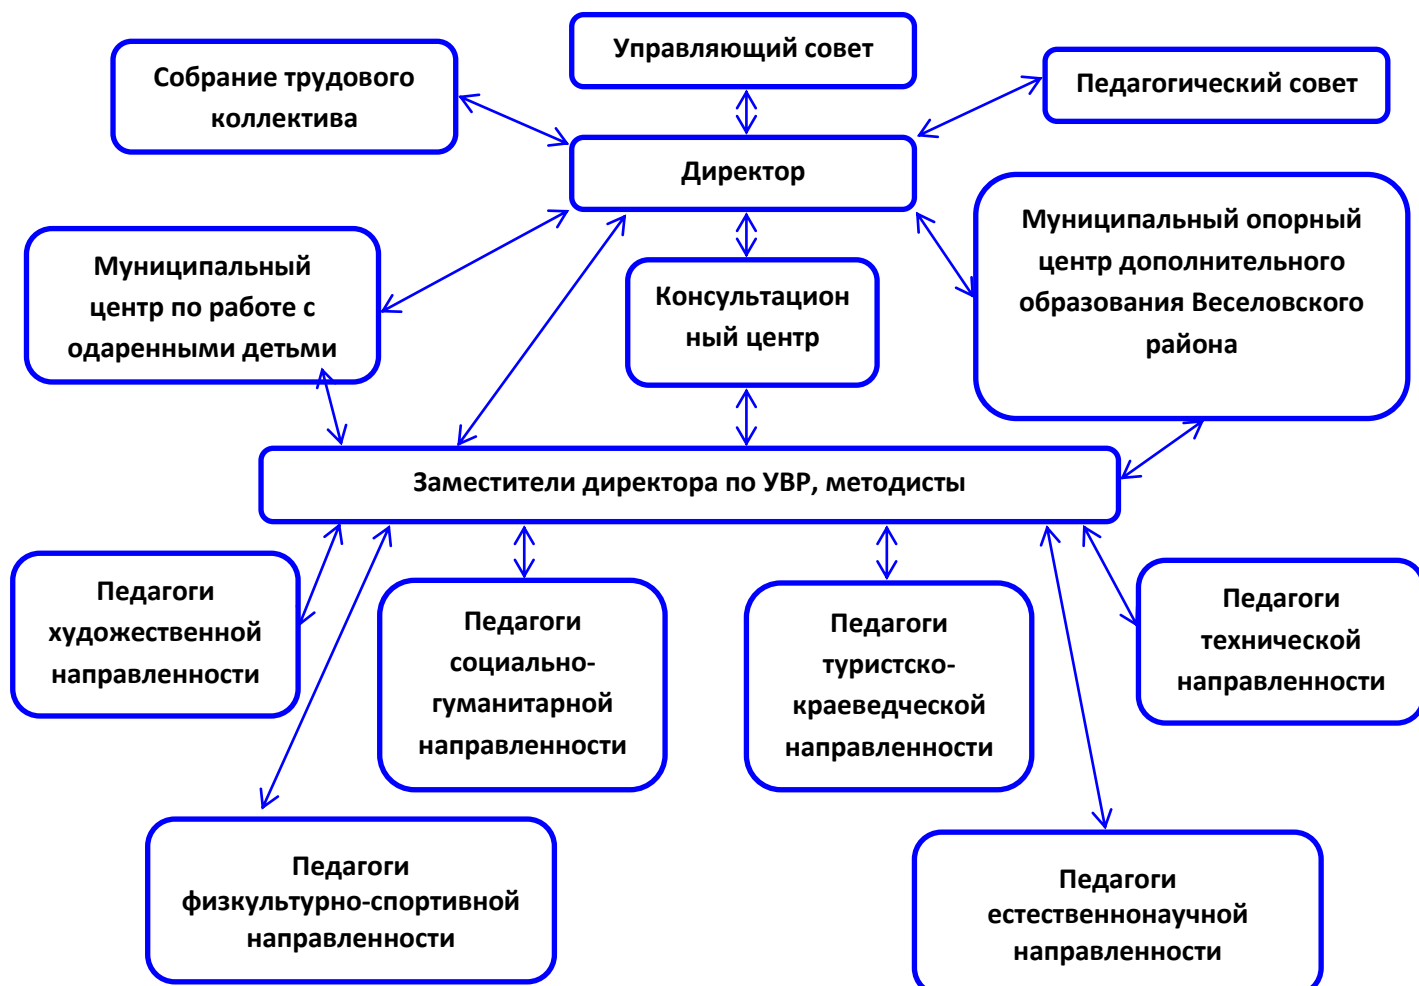 Управляющий совет
Собрание трудового
коллектива
Педагогический совет
Директор
Муниципальный
центр по работе с
одаренными детьми
Консультацион
ный центр
Муниципальный опорный
центр дополнительного
образования Веселовского
района
Заместители директора по УВР, методисты
Педагоги
художественной
направленности
Педагоги
социально-
гуманитарной
направленности
Педагоги
туристско-
краеведческой
направленности
Педагоги
технической
направленности
Педагоги
физкультурно-спортивной
направленности
Педагоги
естественнонаучной
направленности